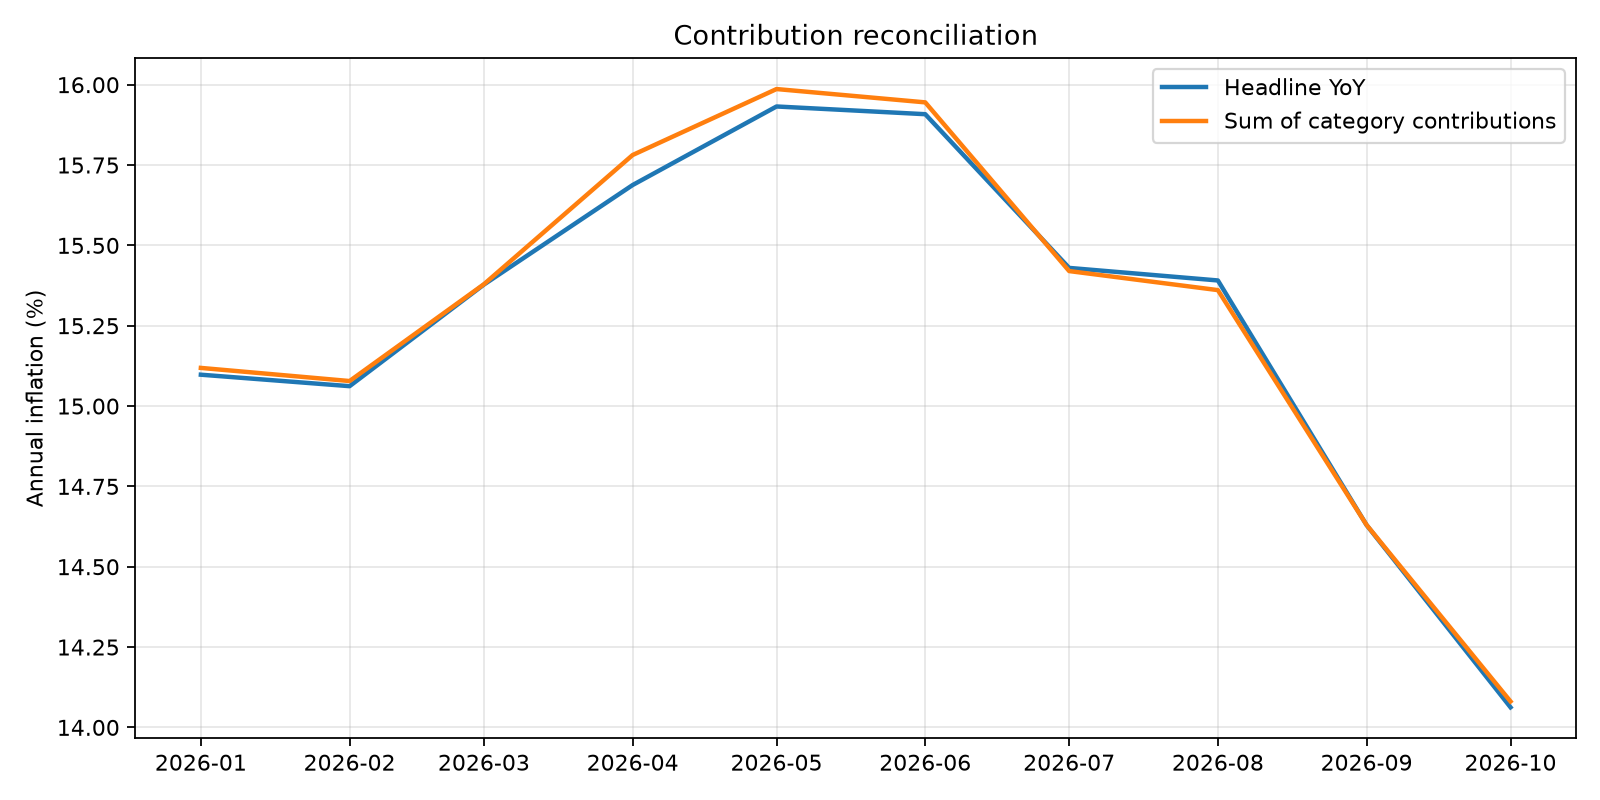 Contribution reconciliation
Headline YoY
Sum of category contributions
Annual inflation (%)
16.00
15.75
15.50
15.25
15.00
14.75
14.50
14.25
14.00
2026-01 2026-02 2026-03 2026-04 2026-05 2026-06 2026-07 2026-08 2026-09 2026-10